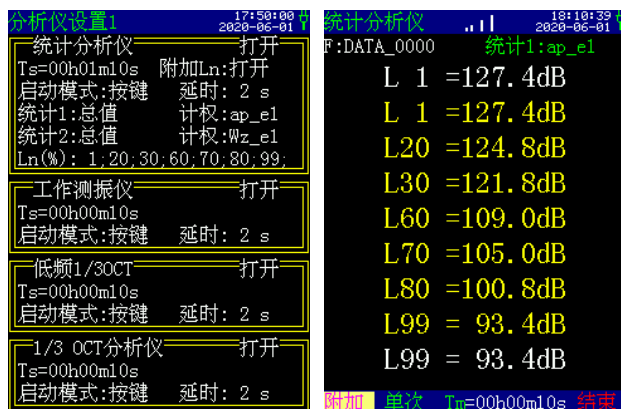 分析仪设置1 17:50:00
2020-06-01
统计分析仪 打开
Ts=00h01m10s 附加Ln:打开
启动模式:按键 延时: 2 s
统计1:总值 计权:ap_e1
统计2:总值 计权:Wz_e1
Ln(%): 1;20;30;60;70;80;99;
工作测振仪 打开
Ts=00h00m10s
启动模式:按键 延时: 2 s
低频1/3OCT 打开
Ts=00h00m10s
启动模式:按键 延时: 2 s
1/3 OCT分析仪 打开
Ts=00h00m10s
启动模式:按键 延时: 2 s
统计分析仪 18:10:39
2020-06-01
F:DATA_0000 统计1:ap_e1
L 1 =127.4dB
L 1 =127.4dB
L20 =124.8dB
L30 =121.8dB
L60 =109.0dB
L70 =105.0dB
L80 =100.8dB
L99 = 93.4dB
L99 = 93.4dB
附加 单次 Tm=00h00m10s 结束